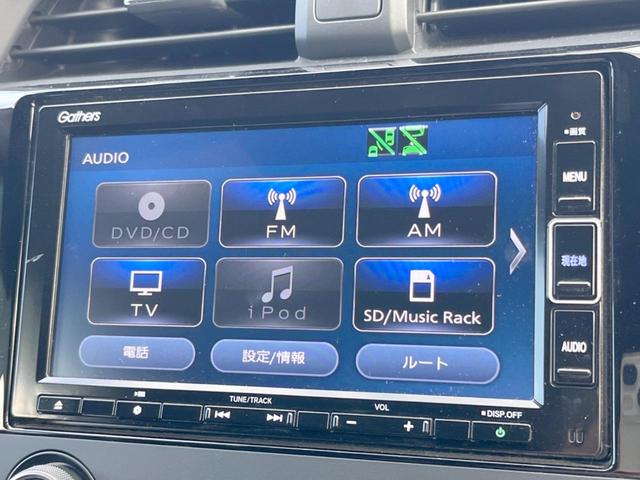 Gathers
画質
AUDIO
MENU
DVD/CD
FM
AM
現在地
TV
iPod
SD/Music Rack
AUDIO
電話
設定/情報
ルート
TUNE/TRACK
VOL
DISP.OFF